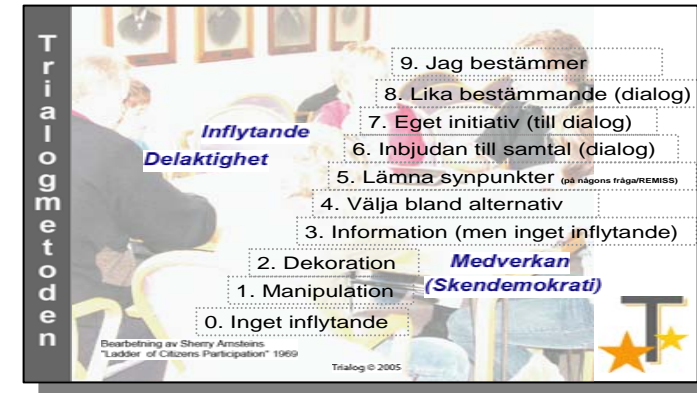 Trialogmetoden
9. Jag bestämmer
8. Lika bestämmande (dialog)
7. Eget initiativ (till dialog)
Inflytande
6. Inbjudan till samtal (dialog)
Delaktighet
5. Lämna synpunkter (på någons fråga/REMISS)
4. Välja bland alternativ
3. Information (men inget inflytande)
2. Dekoration
Medverkan
(Skendemokrati)
1. Manipulation
0. Inget inflytande
Bearbetning av Sherry Arnsteins
"Ladder of Citizens Participation" 1969
Trialog © 2005
T